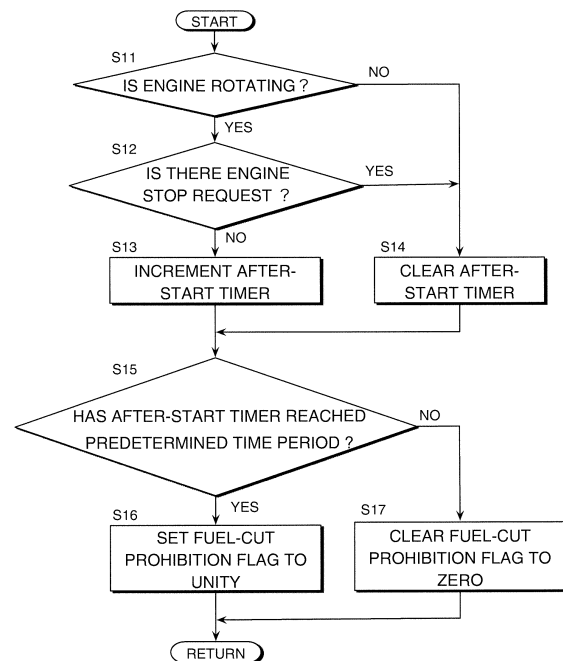 START
S11
IS ENGINE ROTATING ?
NO
YES
S12
IS THERE ENGINE
STOP REQUEST ?
YES
NO
S13
INCREMENT AFTER-
START TIMER
S14
CLEAR AFTER-
START TIMER
S15
HAS AFTER-START TIMER REACHED
PREDETERMINED TIME PERIOD ?
NO
YES
S16
SET FUEL-CUT
PROHIBITION FLAG TO
UNITY
S17
CLEAR FUEL-CUT
PROHIBITION FLAG TO
ZERO
RETURN